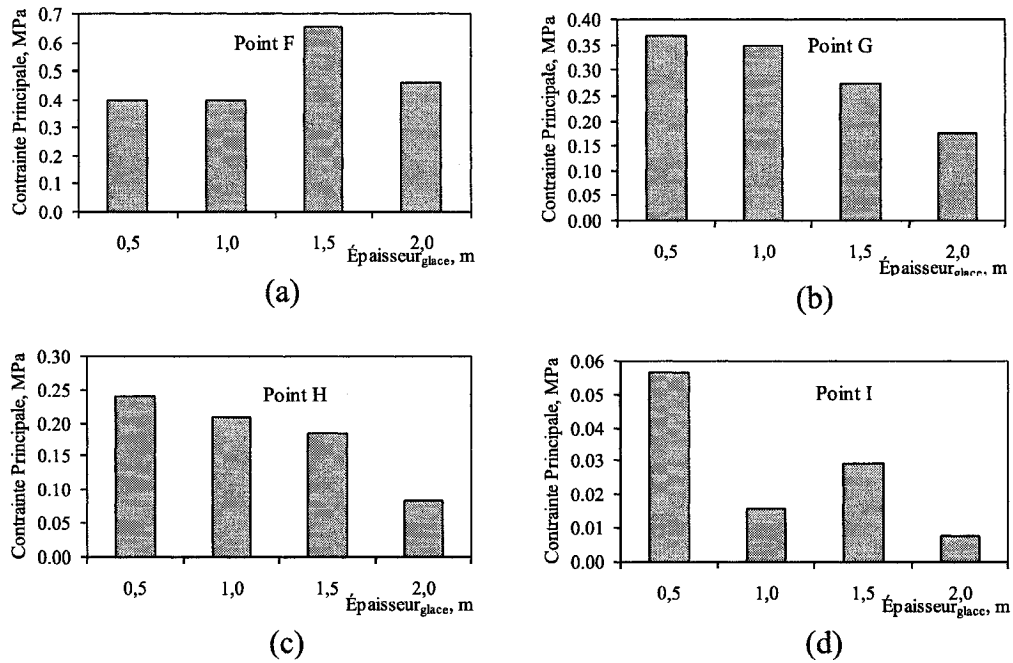 Contrainte Principale, MPa
0.7
0.6
0.5
0.4
0.3
0.2
0.1
0.0
Point F
0,5 1,0 1,5 2,0
Épaisseurglace, m
(a)
Contrainte Principale, MPa
0.40
0.35
0.30
0.25
0.20
0.15
0.10
0.05
0.00
Point G
0,5 1,0 1,5 2,0
Épaisseurglace, m
(b)
Contrainte Principale, MPa
0.30
0.25
0.20
0.15
0.10
0.05
0.00
Point H
0,5 1,0 1,5 2,0
Épaisseurglace, m
(c)
Contrainte Principale, MPa
0.06
0.05
0.04
0.03
0.02
0.01
0.00
Point I
0,5 1,0 1,5 2,0
Épaisseurglace, m
(d)